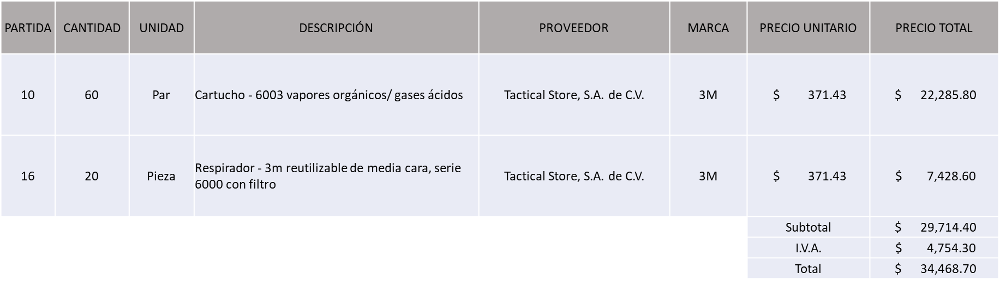 PARTIDA CANTIDAD UNIDAD DESCRIPCIÓN PROVEEDOR MARCA PRECIO UNITARIO PRECIO TOTAL
10 60 Par Cartucho - 6003 vapores orgánicos/ gases ácidos Tactical Store, S.A. de C.V. 3M $ 371.43 $ 22,285.80
16 20 Pieza Respirador - 3m reutilizable de media cara, serie
6000 con filtro Tactical Store, S.A. de C.V. 3M $ 371.43 $ 7,428.60
Subtotal $ 29,714.40
I.V.A. $ 4,754.30
Total $ 34,468.70